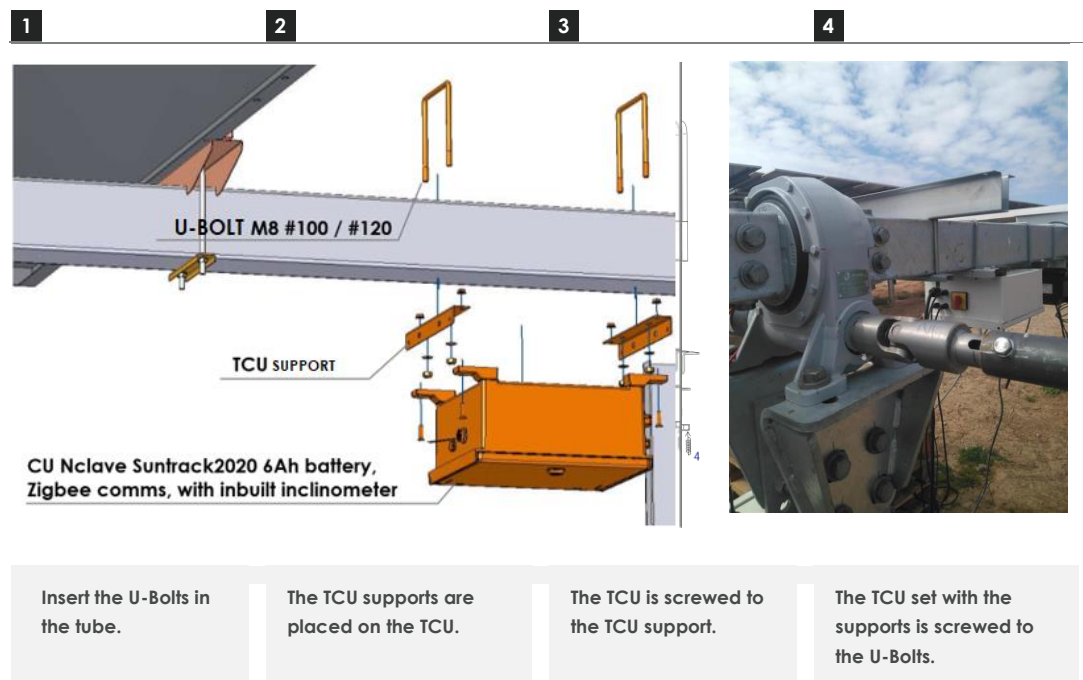 1
2
3
4
U-BOLT M8 #100 / #120
TCU SUPPORT
CU Nclave Suntrack2020 6Ah battery,
Zigbee comms, with inbuilt inclinometer
4
Insert the U-Bolts in
the tube.
The TCU supports are
placed on the TCU.
The TCU is screwed to
the TCU support.
The TCU set with the
supports is screwed to
the U-Bolts.